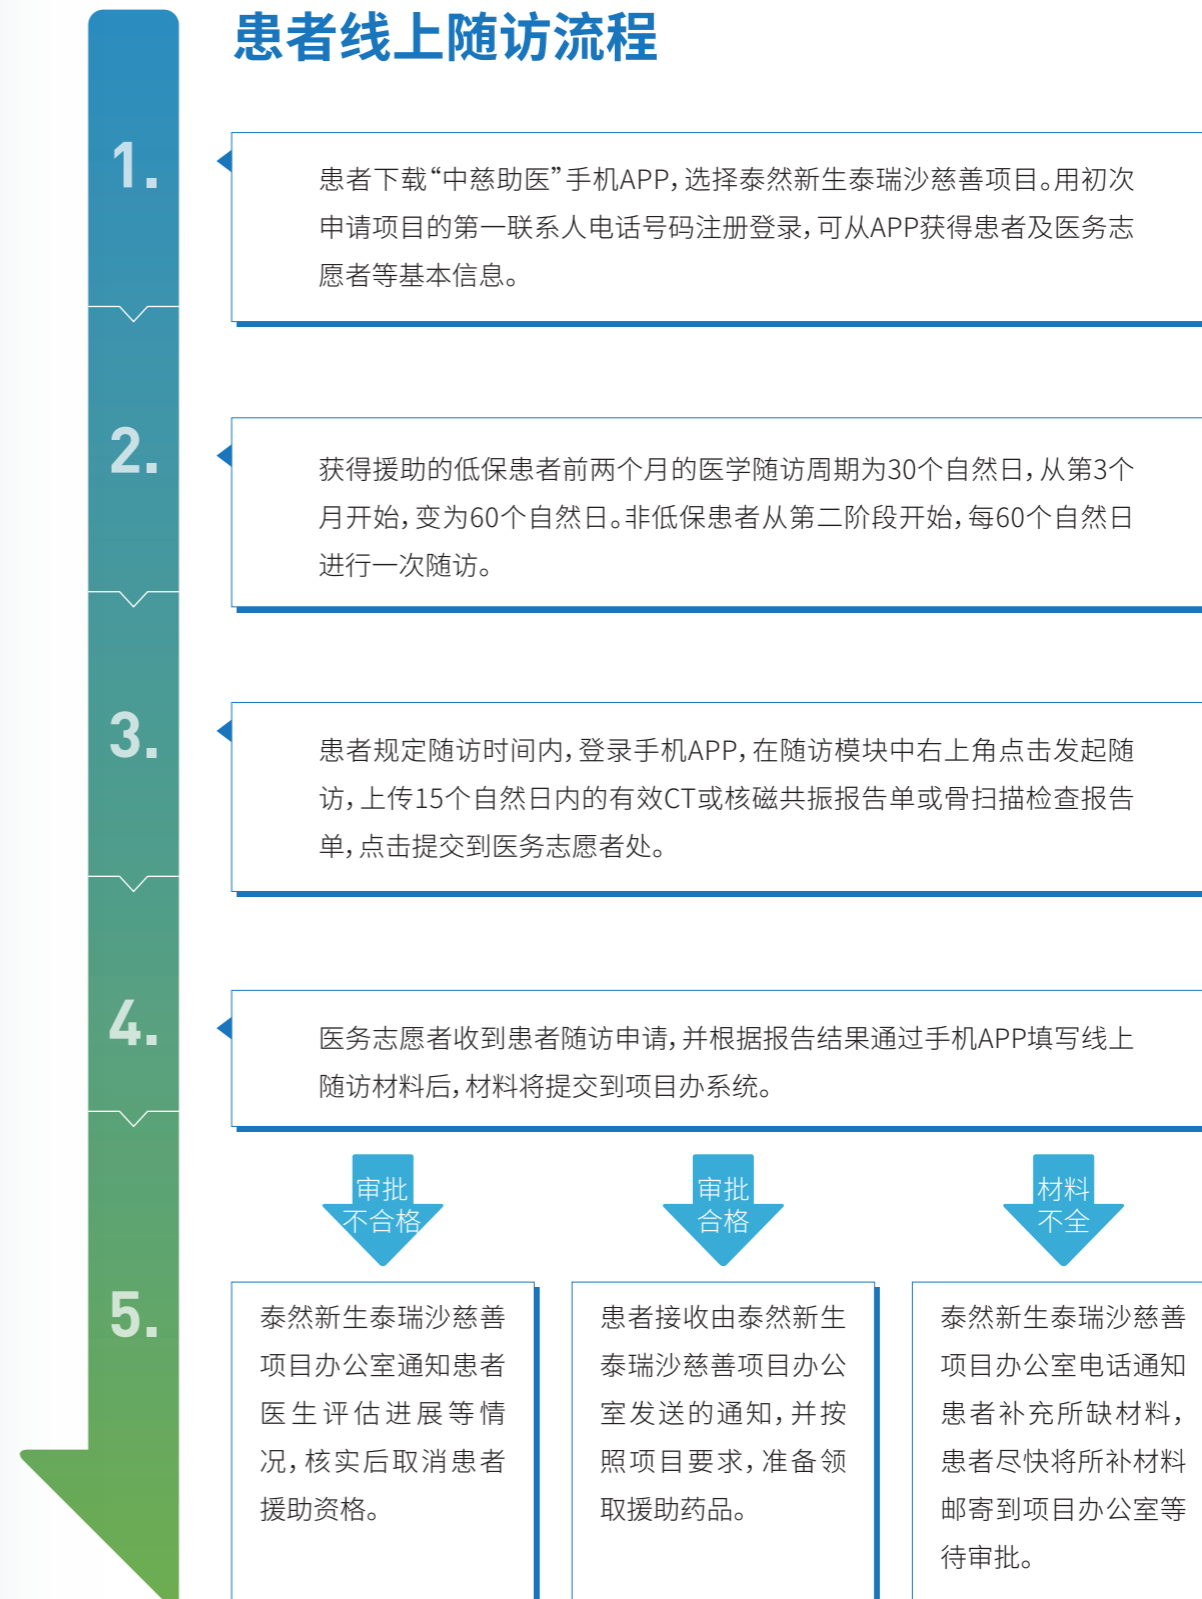 患者线上随访流程
1.
患者下载“中慈助医”手机APP,选择泰然新生泰瑞沙慈善项目。用初次
申请项目的第一联系人电话号码注册登录,可从APP获得患者及医务志
愿者等基本信息。
2.
获得援助的低保患者前两个月的医学随访周期为30个自然日,从第3个
月开始,变为60个自然日。非低保患者从第二阶段开始,每60个自然日
进行一次随访。
3.
患者规定随访时间内,登录手机APP,在随访模块中右上角点击发起随
访,上传15个自然日内的有效CT或核磁共振报告单或骨扫描检查报告
单,点击提交到医务志愿者处。
4.
医务志愿者收到患者随访申请,并根据报告结果通过手机APP填写线上
随访材料后,材料将提交到项目办系统。
5.
审批
不合格
泰然新生泰瑞沙慈善
项目办公室通知患者
医生评估进展等情
况,核实后取消患者
援助资格。
审批
合格
患者接收由泰然新生
泰瑞沙慈善项目办公
室发送的通知,并按
照项目要求,准备领
取援助药品。
材料
不全
泰然新生泰瑞沙慈善
项目办公室电话通知
患者补充所缺材料,
患者尽快将所补材料
邮寄到项目办公室等
待审批。